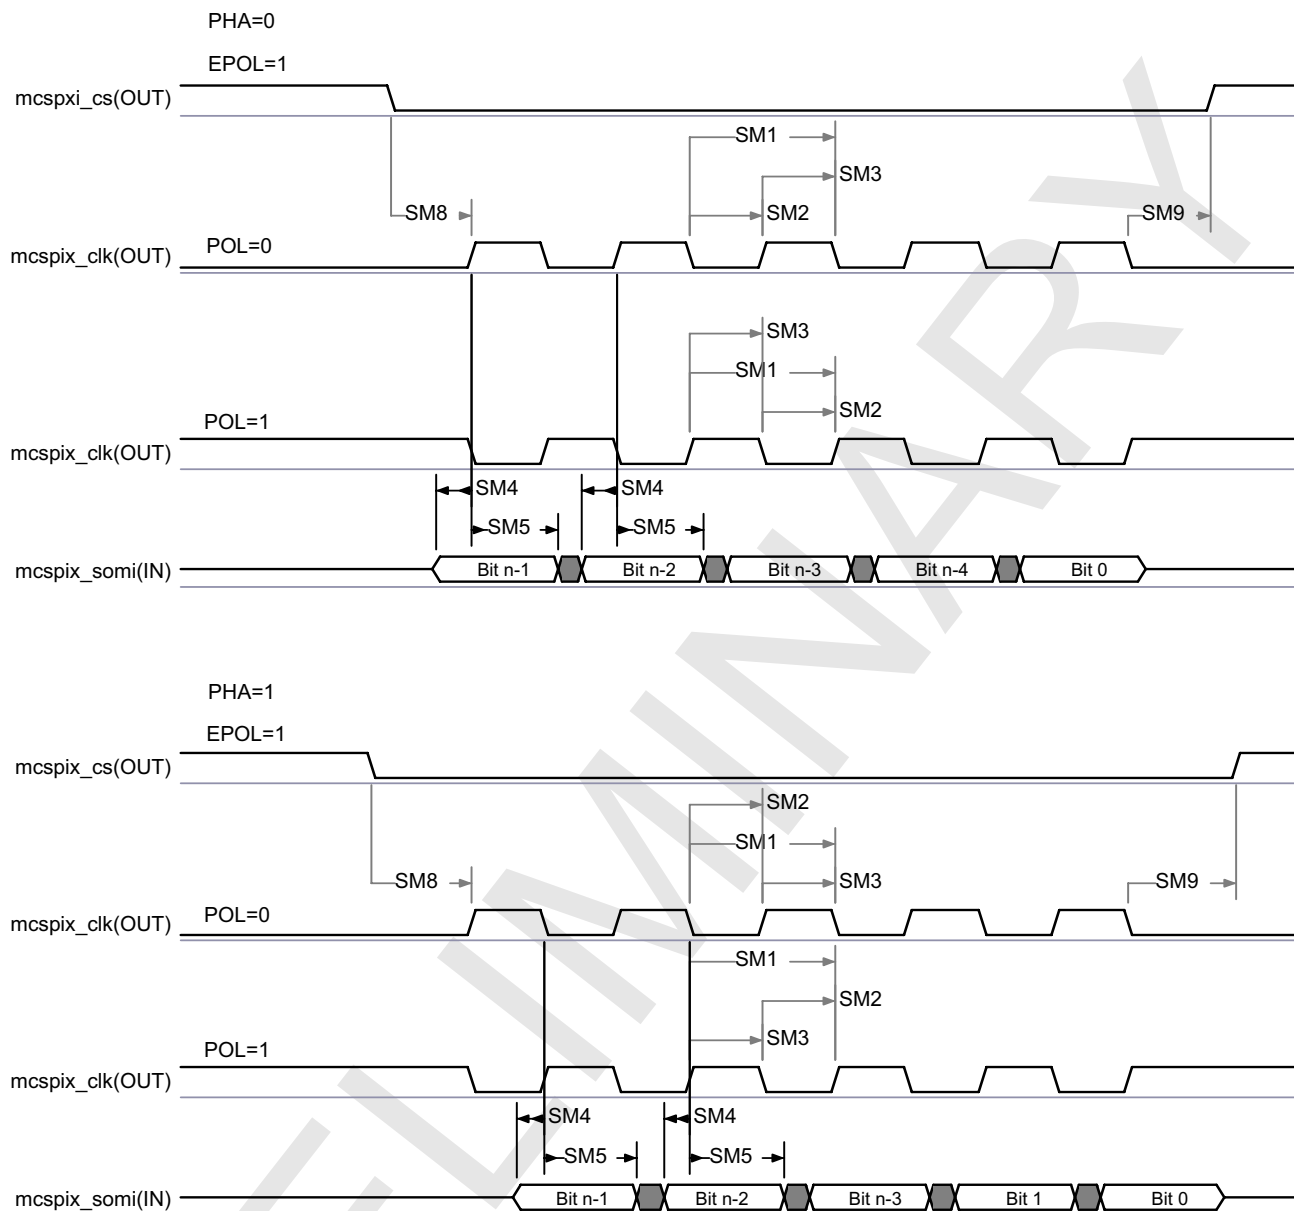 PHA=0
EPOL=1
mcspxi_cs(OUT)
SM1
SM3
SM8
SM2
SM9
POL=0
mcspix_clk(OUT)
SM3
SM1
SM2
POL=1
mcspix_clk(OUT)
SM4
SM4
SM5
SM5
mcspix_somi(IN)
Bit n-1
Bit n-2
Bit n-3
Bit n-4
Bit 0
PHA=1
EPOL=1
mcspix_cs(OUT)
SM2
SM1
SM8
SM3
SM9
POL=0
mcspix_clk(OUT)
SM1
SM2
SM3
POL=1
mcspix_clk(OUT)
SM4
SM4
SM5
SM5
mcspix_somi(IN)
Bit n-1
Bit n-2
Bit n-3
Bit 1
Bit 0
ELIMINARY